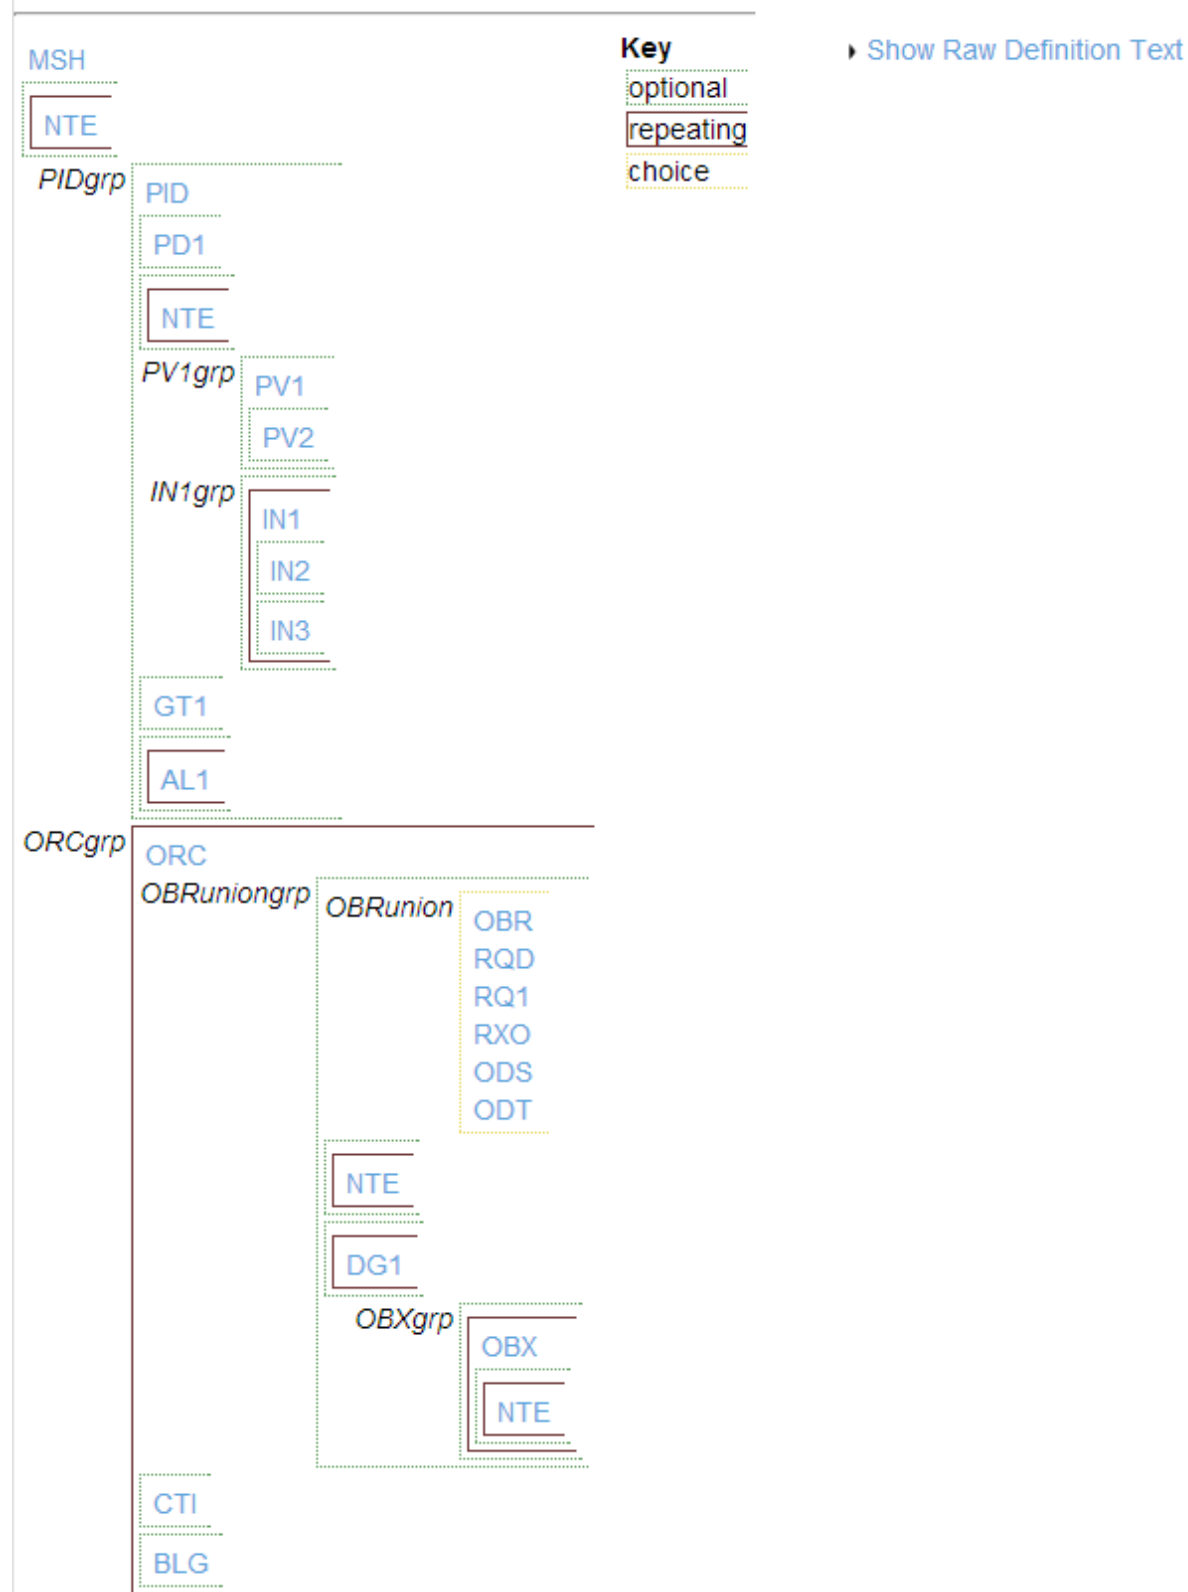 MSH
Key
Show Raw Definition Text
optional
NTE
repeating
choice
PIDgrp
PID
PD1
NTE
PV1grp
PV1
PV2
IN1grp
IN1
IN2
IN3
GT1
AL1
ORCgrp
ORC
OBRuniongrp
OBRunion
OBR
RQD
RQ1
RXO
ODS
ODT
NTE
DG1
OBXgrp
OBX
NTE
CTI
BLG